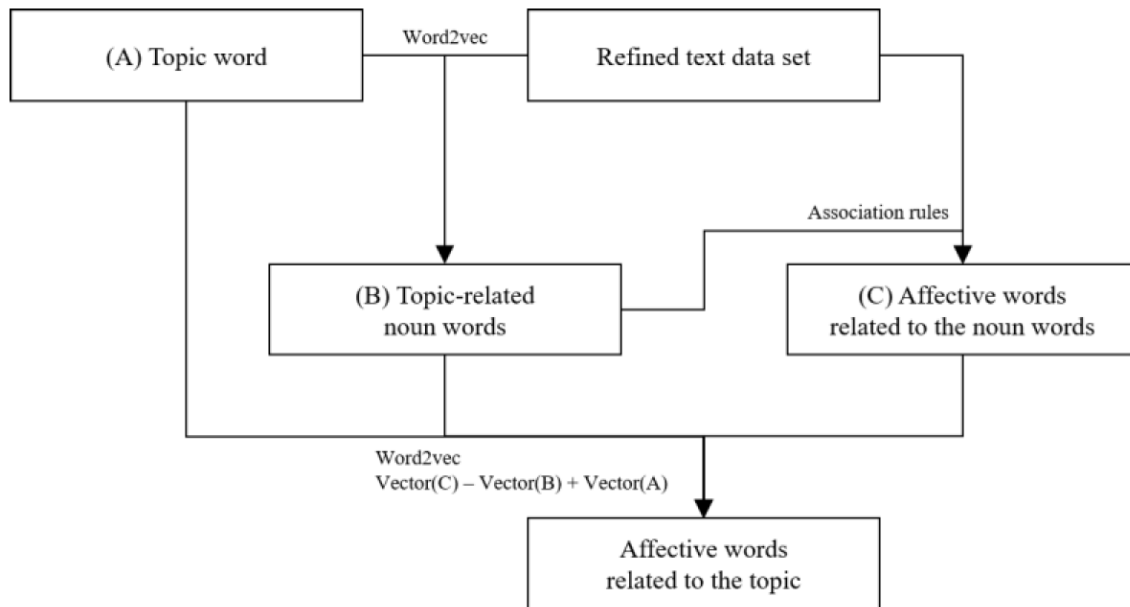 (A) Topic word
Word2vec
Refined text data set
Association rules
(B) Topic-related
noun words
(C) Affective words
related to the noun words
Word2vec
Vector(C) – Vector(B) + Vector(A)
Affective words
related to the topic